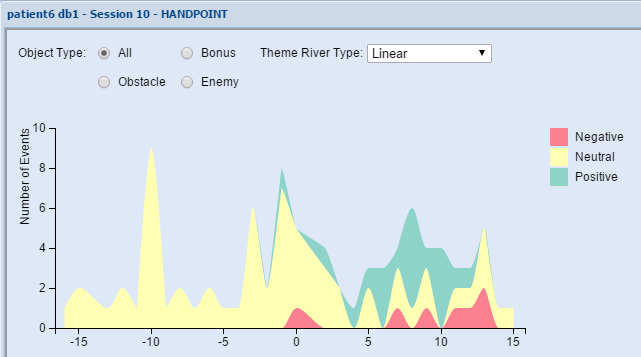 patient6 db1 - Session 10 - HANDPOINT
Object Type: All Bonus Theme River Type: Linear
Obstacle Enemy
Number of Events
10
8
6
4
2
0
-15 -10 -5 0 5 10 15
Negative
Neutral
Positive